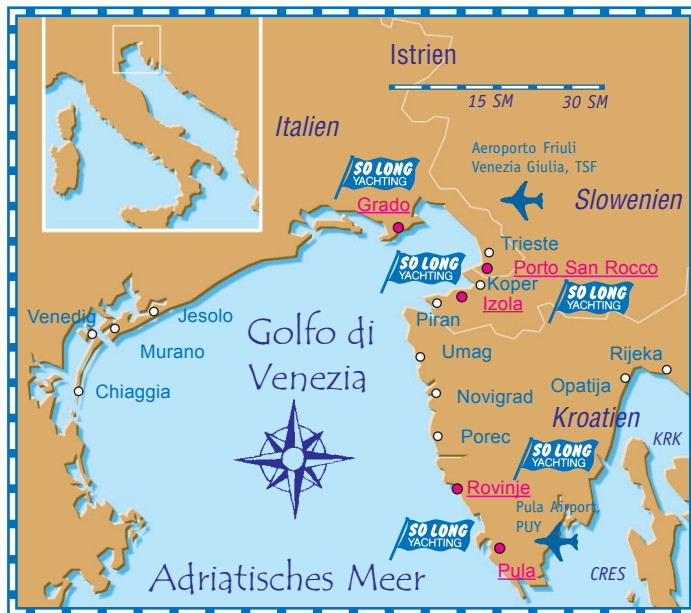 Istrien
15 SM
30 SM
Italien
Aeroporto Friuli
Venezia Giulia, TSF
SO LONG
YACHTING
Grado
Slowenien
Trieste
SO LONG
YACHTING
Porto San Rocco
Koper
Izola
SO LONG
YACHTING
Piran
Venedig
Jesolo
Murano
Golfo di
Venezia
Umag
Rijeka
Opatija
Chiaggia
Novigrad
Kroatien
Porec
KRK
SO LONG
YACHTING
Rovinje
Pula Airport,
PUY
SO LONG
YACHTING
Pula
Adriatisches Meer
CRES